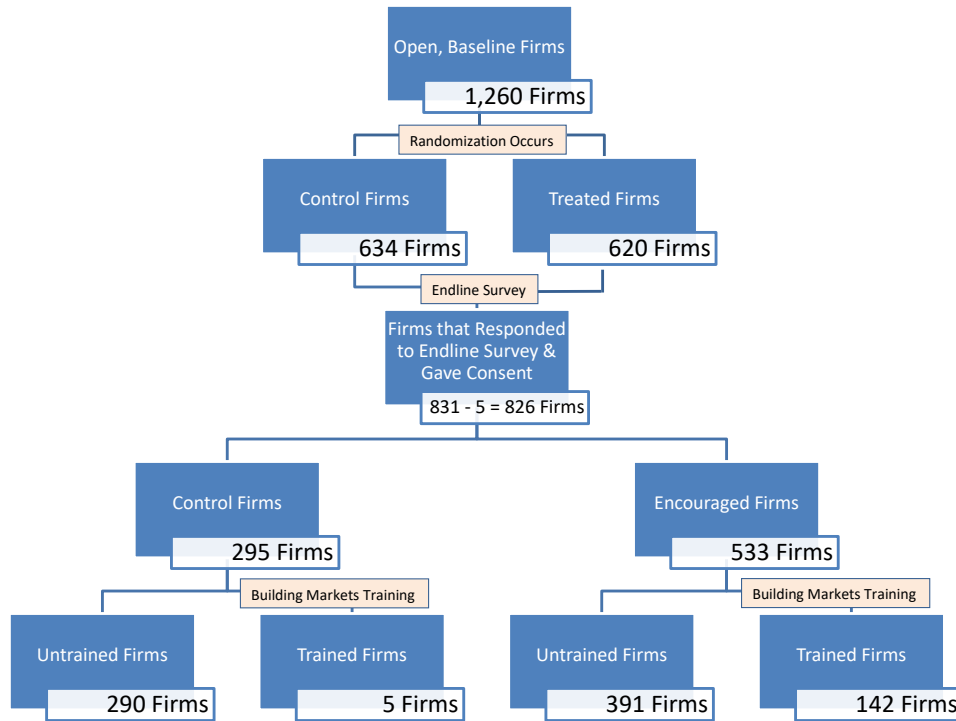 Open, Baseline Firms
1,260 Firms
Randomization Occurs
Control Firms
634 Firms
Treated Firms
620 Firms
Endline Survey
Firms that Responded
to Endline Survey &
Gave Consent
831 - 5 = 826 Firms
Control Firms
295 Firms
Encouraged Firms
533 Firms
Building Markets Training
Building Markets Training
Untrained Firms
290 Firms
Trained Firms
5 Firms
Untrained Firms
391 Firms
Trained Firms
142 Firms